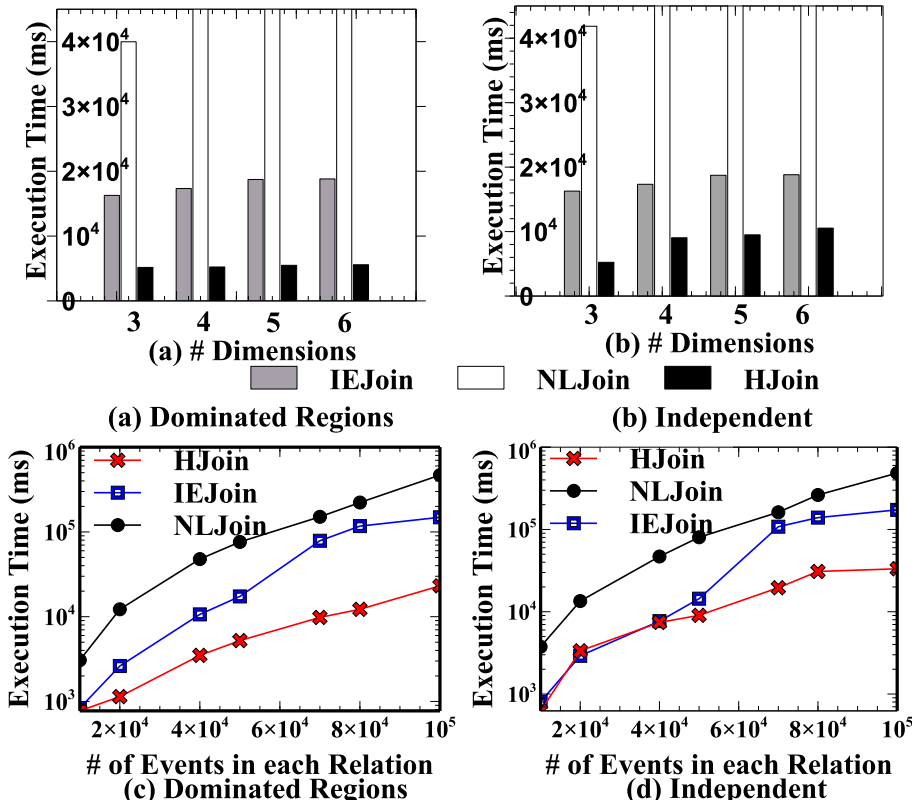 Execution Time (ms)
4×10⁴
3×10⁴
2×10⁴
10⁴
0
3 4 5 6
(a) # Dimensions
Execution Time (ms)
4×10⁴
3×10⁴
2×10⁴
10⁴
0
3 4 5 6
(b) # Dimensions
IEJoin NLJoin HJoin
(a) Dominated Regions
(b) Independent
Execution Time (ms)
10⁶
10⁵
10⁴
10³
HJoin
IEJoin
NLJoin
2×10⁴ 4×10⁴ 6×10⁴ 8×10⁴ 10⁵
# of Events in each Relation
(c) Dominated Regions
Execution Time (ms)
10⁶
10⁵
10⁴
10³
HJoin
NLJoin
IEJoin
2×10⁴ 4×10⁴ 6×10⁴ 8×10⁴ 10⁵
# of Events in each Relation
(d) Independent